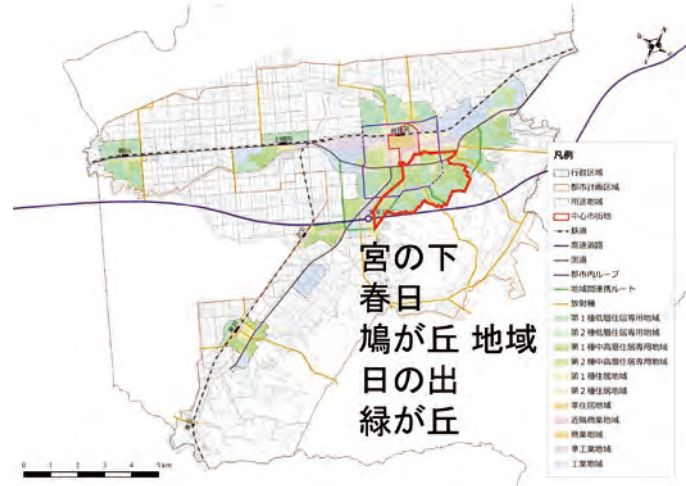 凡例
行政区域
都市計画区域
用途地域
中心市街地
鉄道
高速道路
国道
都市内ループ
地域間連携ルート
放射軸
第1種低層住居専用地域
第2種低層住居専用地域
第1種中高層住居専用地域
第2種中高層住居専用地域
第1種住居地域
第2種住居地域
準住居地域
近隣商業地域
商業地域
準工業地域
工業地域
宮の下
春日
鳩が丘 地域
日の出
緑が丘
0 1 2 3 4 5km